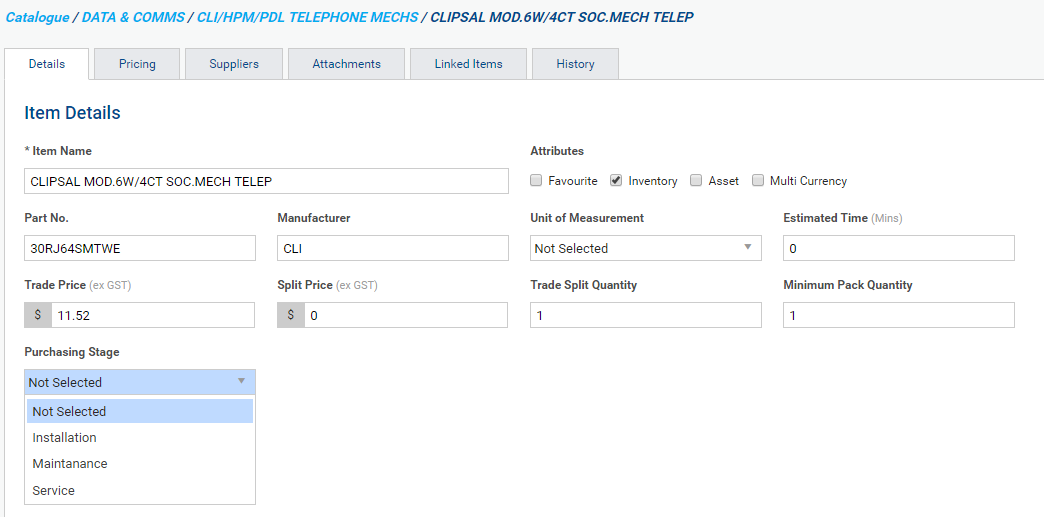 Catalogue / DATA & COMMS / CLI/HPM/PDL TELEPHONE MECHS / CLIPSAL MOD.6W/4CT SOC.MECH TELEP
Details Pricing Suppliers Attachments Linked Items History
Item Details
* Item Name Attributes
CLIPSAL MOD.6W/4CT SOC.MECH TELEP Favourite Inventory Asset Multi Currency
Part No. Manufacturer Unit of Measurement Estimated Time (Mins)
30RJ64SMTWE CLI Not Selected 0
Trade Price (ex GST) Split Price (ex GST) Trade Split Quantity Minimum Pack Quantity
$ 11.52 $ 0 1 1
Purchasing Stage
Not Selected
Not Selected
Installation
Maintanance
Service